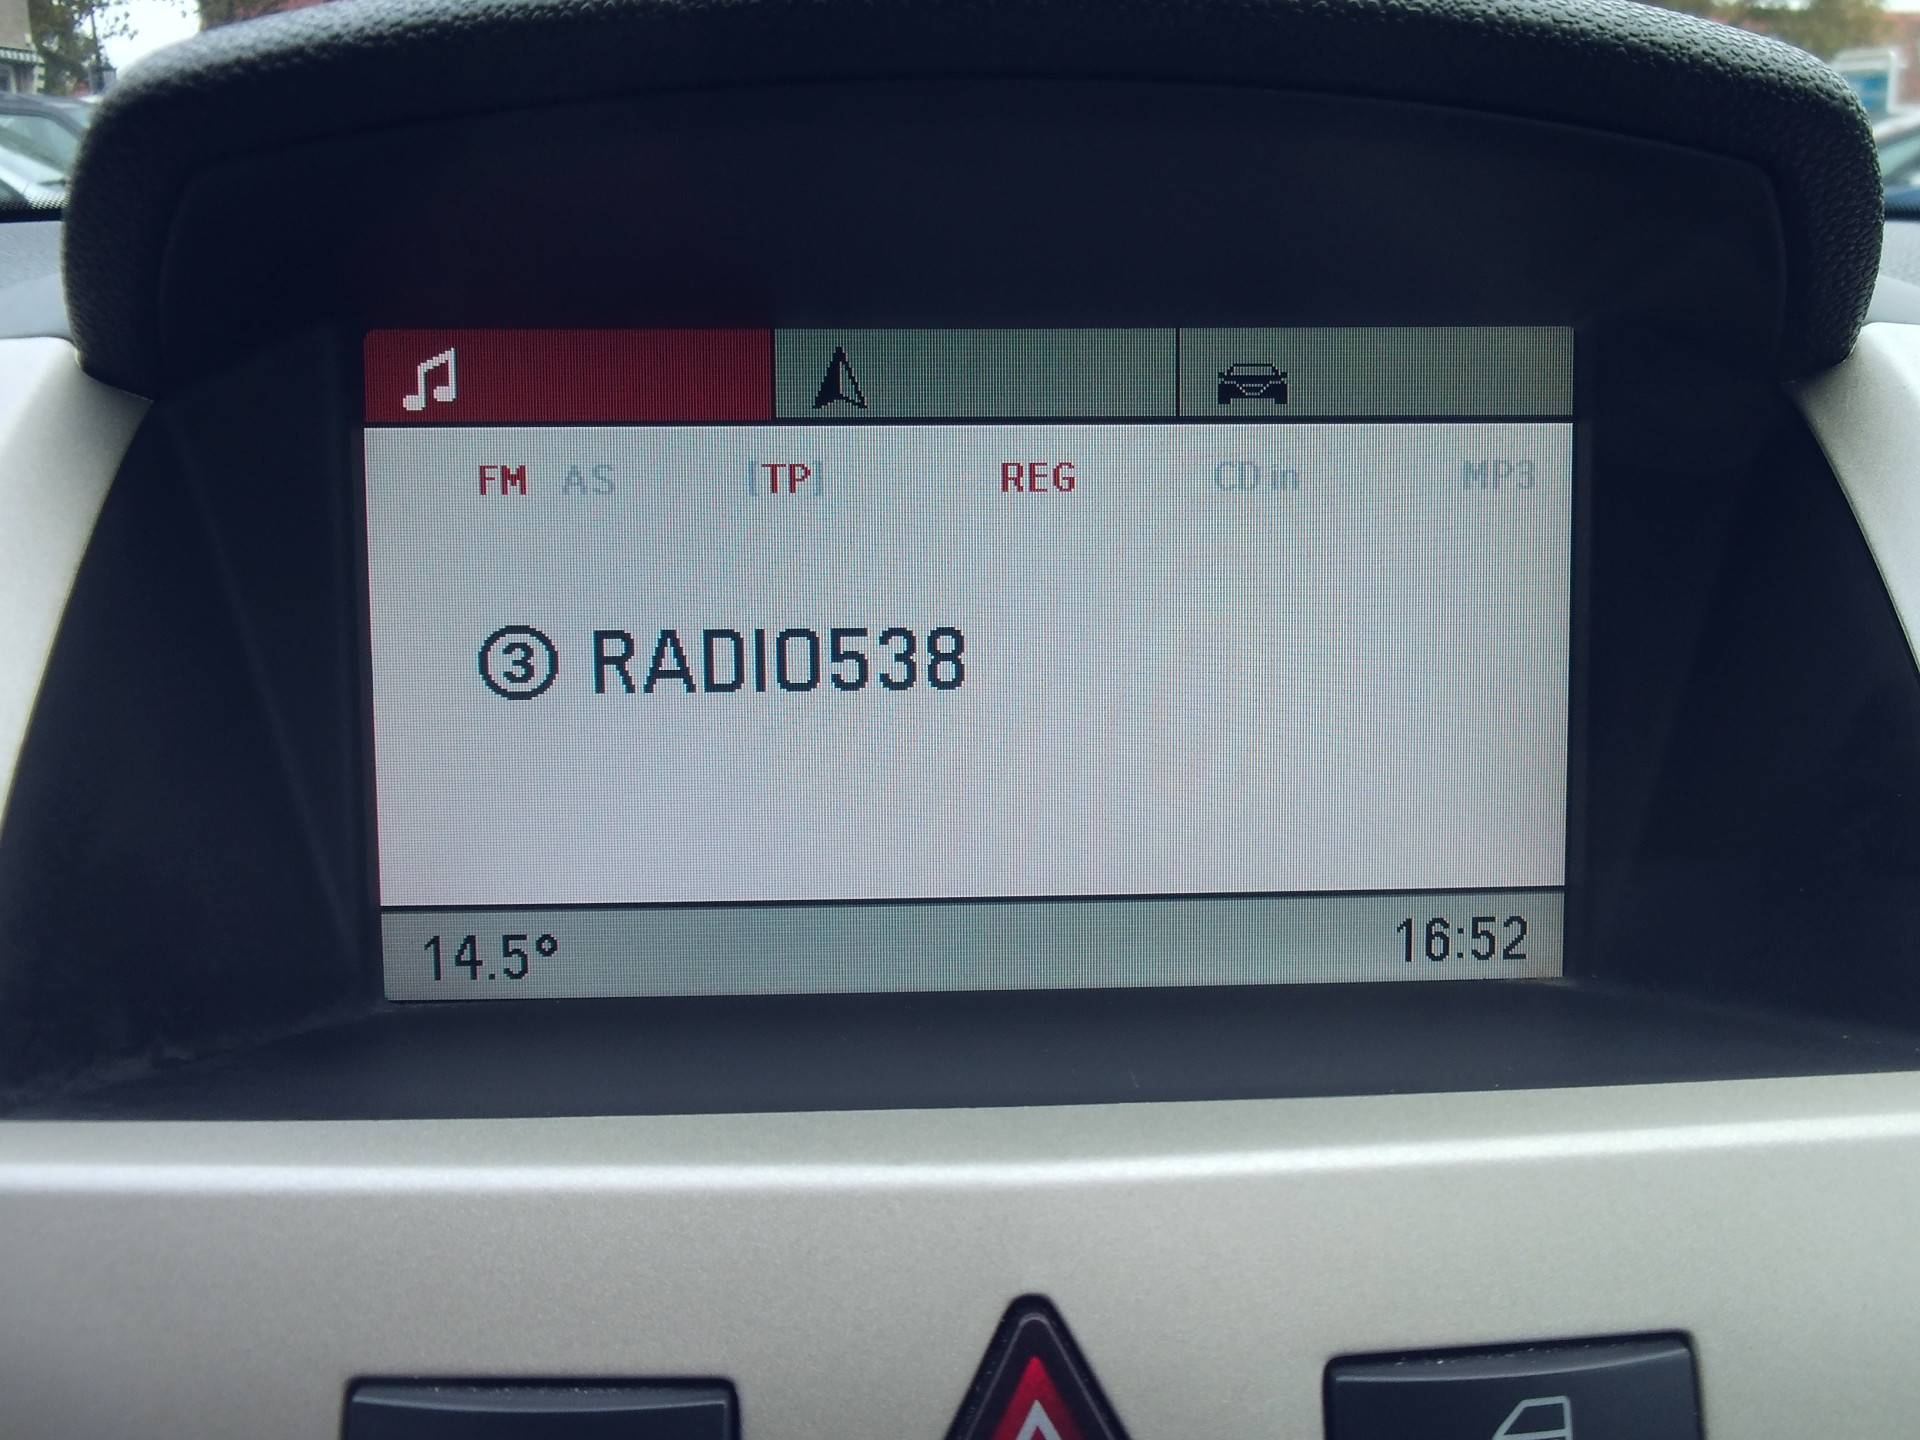 FM AS [TP] REG CD in MP3
3 RADIO538
14.5° 16:52